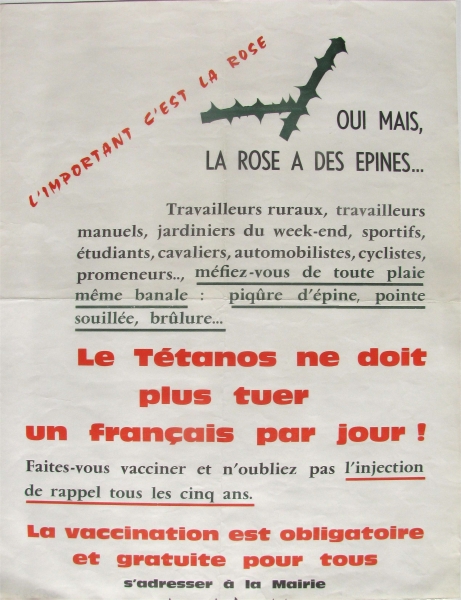 L'IMPORTANT C'EST LA ROSE
OUI MAIS,
LA ROSE A DES EPINES...
Travailleurs ruraux, travailleurs
manuels, jardiniers du week-end, sportifs,
étudiants, cavaliers, automobilistes, cyclistes,
promeneurs.., méfiez-vous de toute plaie
même banale : piqûre d'épine, pointe
souillée, brûlure...
Le Tétanos ne doit
plus tuer
un français par jour !
Faites-vous vacciner et n'oubliez pas l'injection
de rappel tous les cinq ans.
La vaccination est obligatoire
et gratuite pour tous
s'adresser à la Mairie